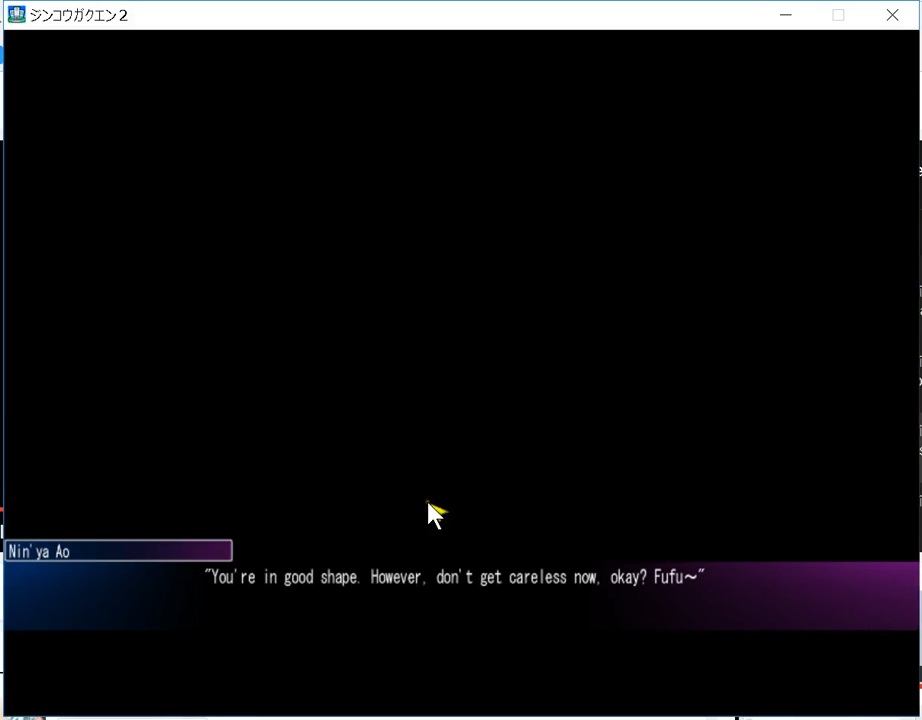 ジンコウガクエン2
Nin'ya Ao
"You're in good shape. However, don't get careless now, okay? Fufu～"